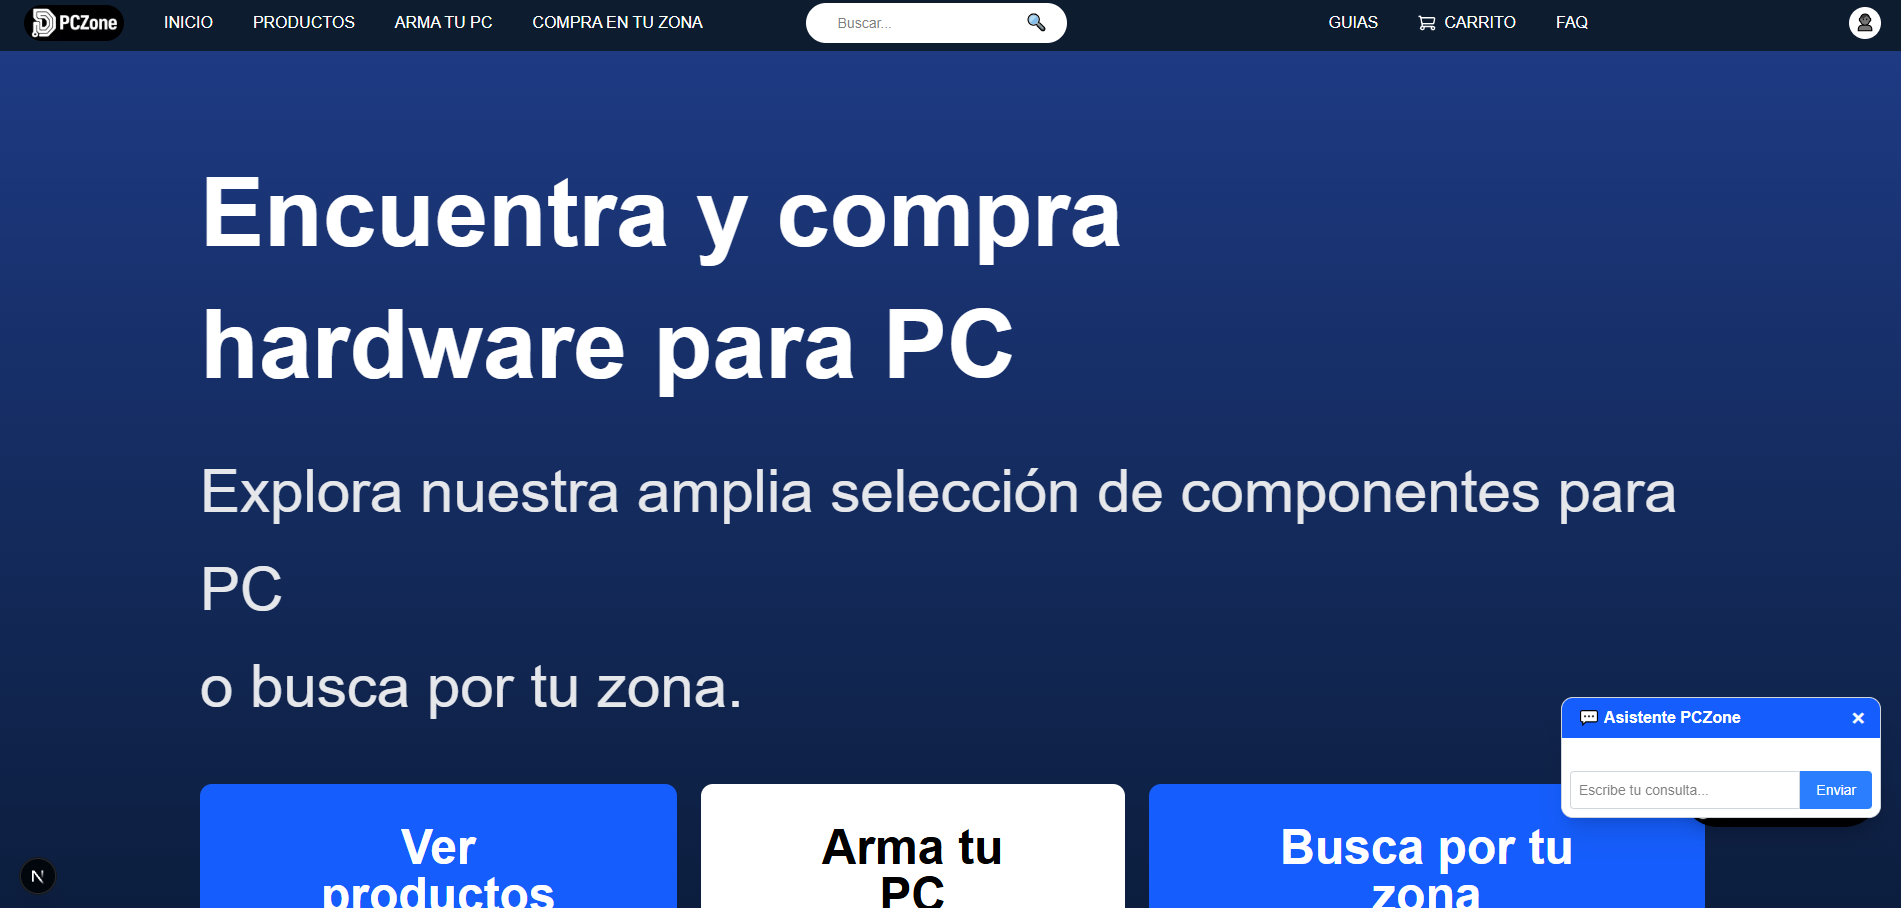 PCZone
INICIO
PRODUCTOS
ARMA TU PC
COMPRA EN TU ZONA
Buscar...
GUIAS
CARRITO
FAQ
Encuentra y compra
hardware para PC
Explora nuestra amplia selección de componentes para
PC
o busca por tu zona.
Ver
productos
Arma tu
PC
Busca por tu
zona
Asistente PCZone
×
Escribe tu consulta...
Enviar
N